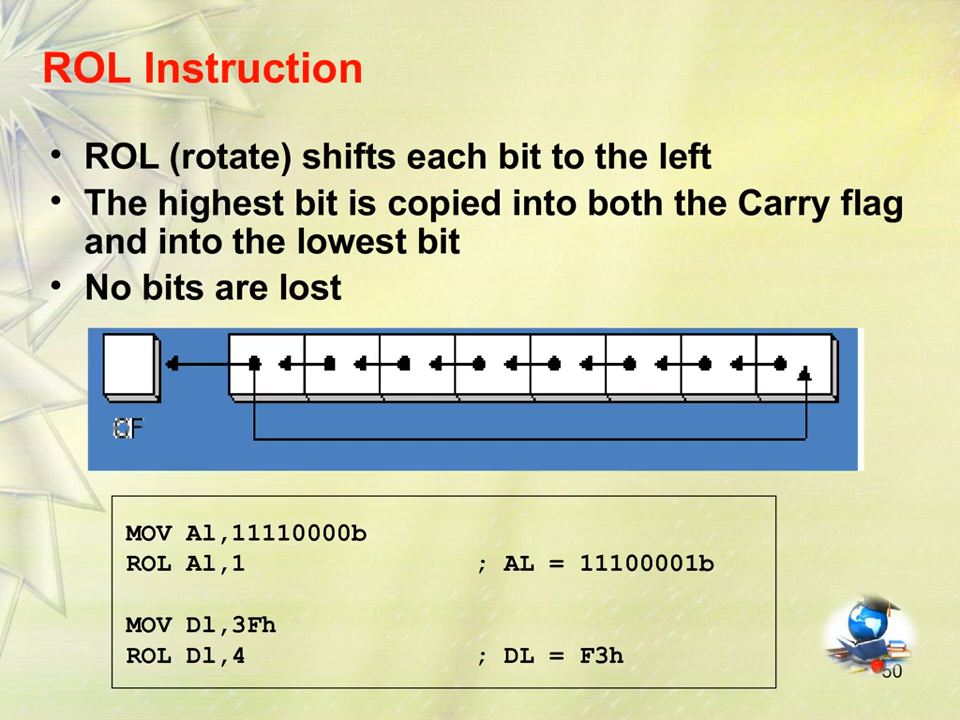 ROL Instruction
• ROL (rotate) shifts each bit to the left
• The highest bit is copied into both the Carry flag
and into the lowest bit
• No bits are lost
CF
MOV Al,11110000b
ROL Al,1 ; AL = 11100001b
MOV Dl,3Fh
ROL Dl,4 ; DL = F3h
50